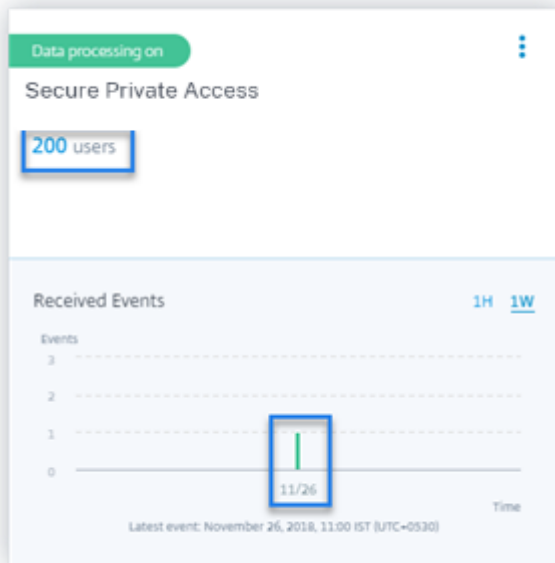 Data processing on
Secure Private Access
200 users
Received Events
1H 1W
Events
3
2
1
0
11/26
Time
Latest event: November 26, 2018, 11:00 IST (UTC+0530)